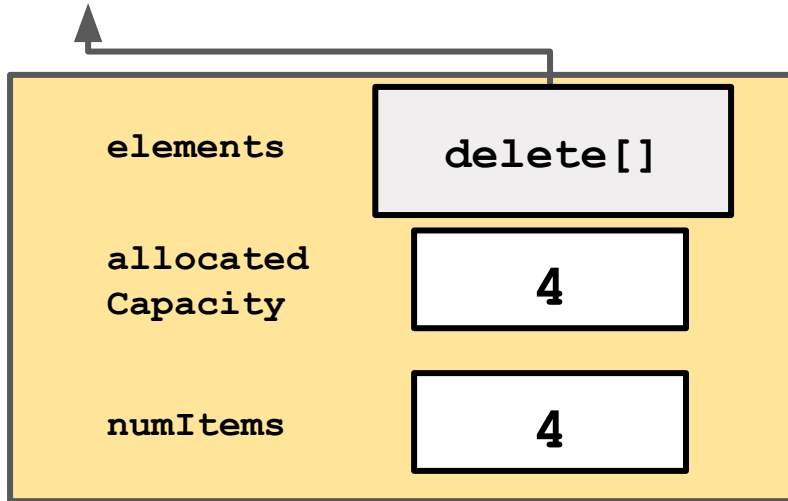 elements
delete[]
allocated
Capacity
4
numItems
4